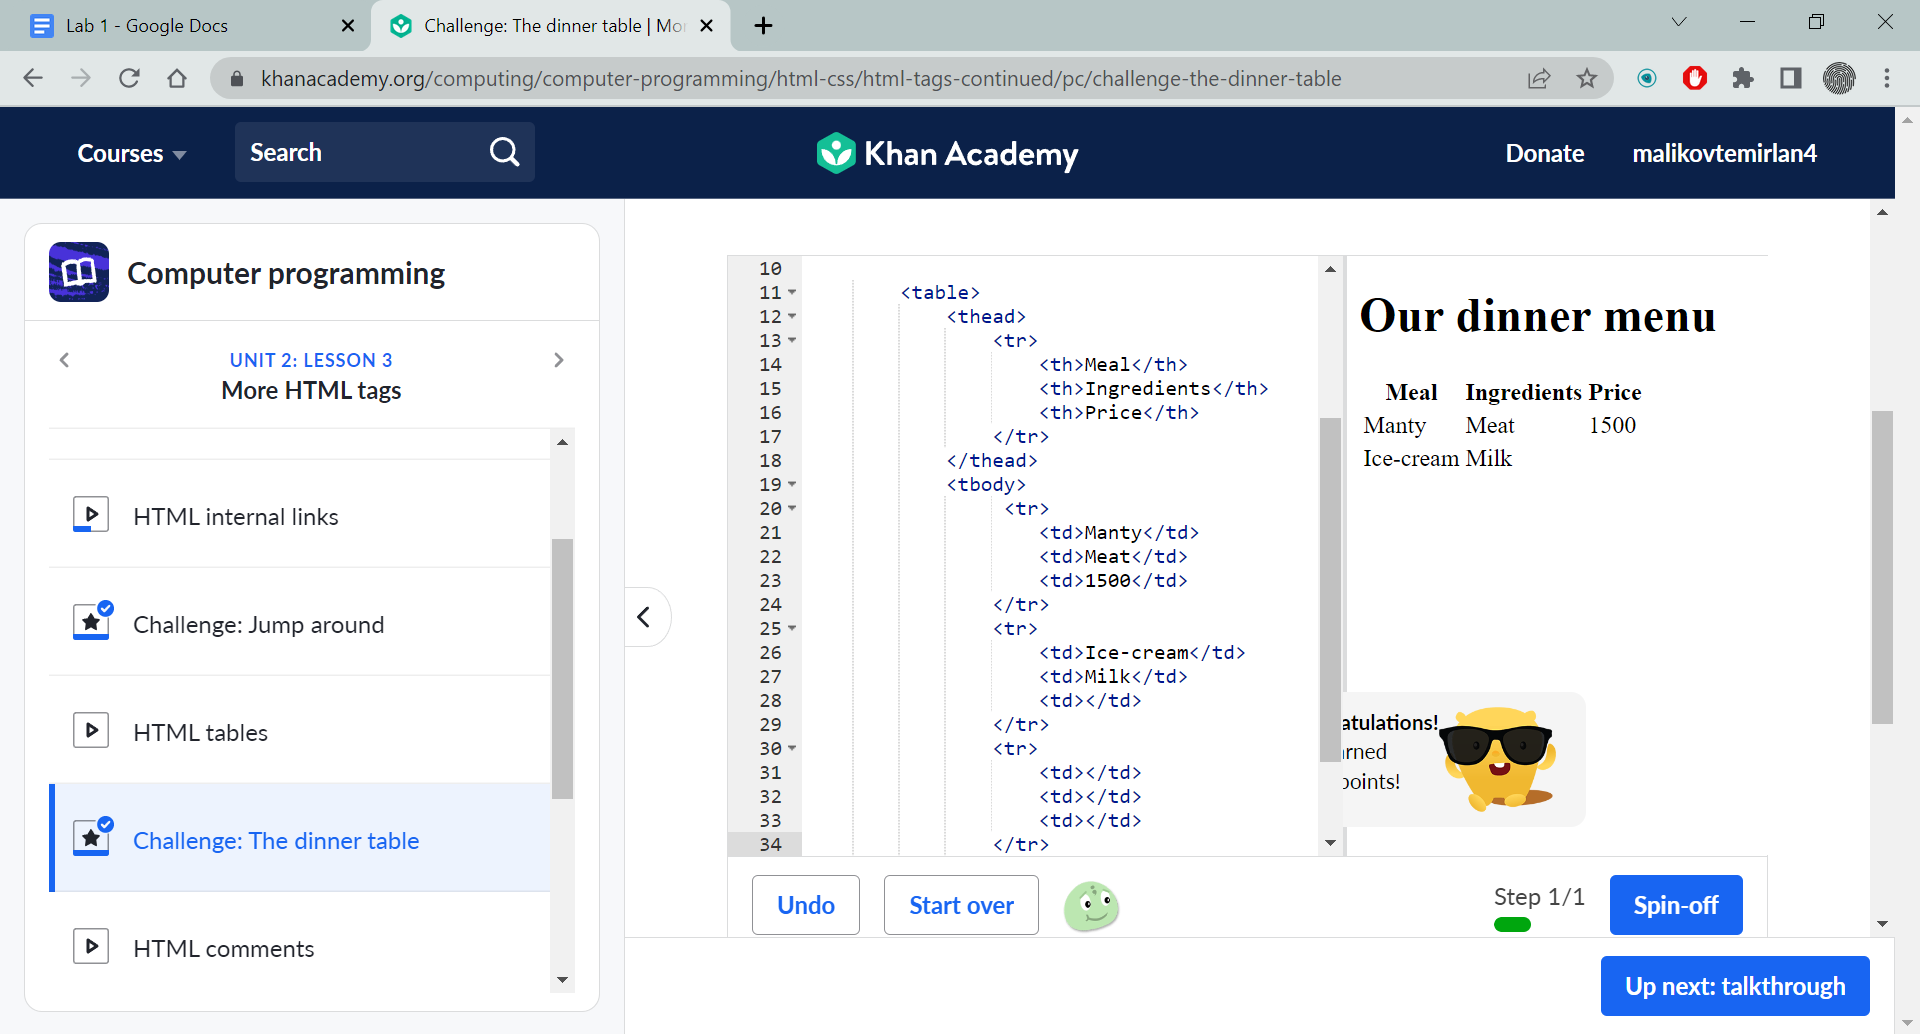 Lab 1 - Google Docs
Challenge: The dinner table | Mo
khanacademy.org/computing/computer-programming/html-css/html-tags-continued/pc/challenge-the-dinner-table
Courses
Search
Khan Academy
Donate
malikovtemirlan4
Computer programming
UNIT 2: LESSON 3
More HTML tags
HTML internal links
Challenge: Jump around
HTML tables
Challenge: The dinner table
HTML comments
10
11 <table>
12 <thead>
13 <tr>
14 <th>Meal</th>
15 <th>Ingredients</th>
16 <th>Price</th>
17 </tr>
18 </thead>
19 <tbody>
20 <tr>
21 <td>Manty</td>
22 <td>Meat</td>
23 <td>1500</td>
24 </tr>
25 <tr>
26 <td>Ice-cream</td>
27 <td>Milk</td>
28 <td></td>
29 </tr>
30 <tr>
31 <td></td>
32 <td></td>
33 <td></td>
34 </tr>
Our dinner menu
Meal Ingredients Price
Manty Meat 1500
Ice-cream Milk
atulations!
rned
points!
Undo
Start over
Step 1/1
Spin-off
Up next: talkthrough